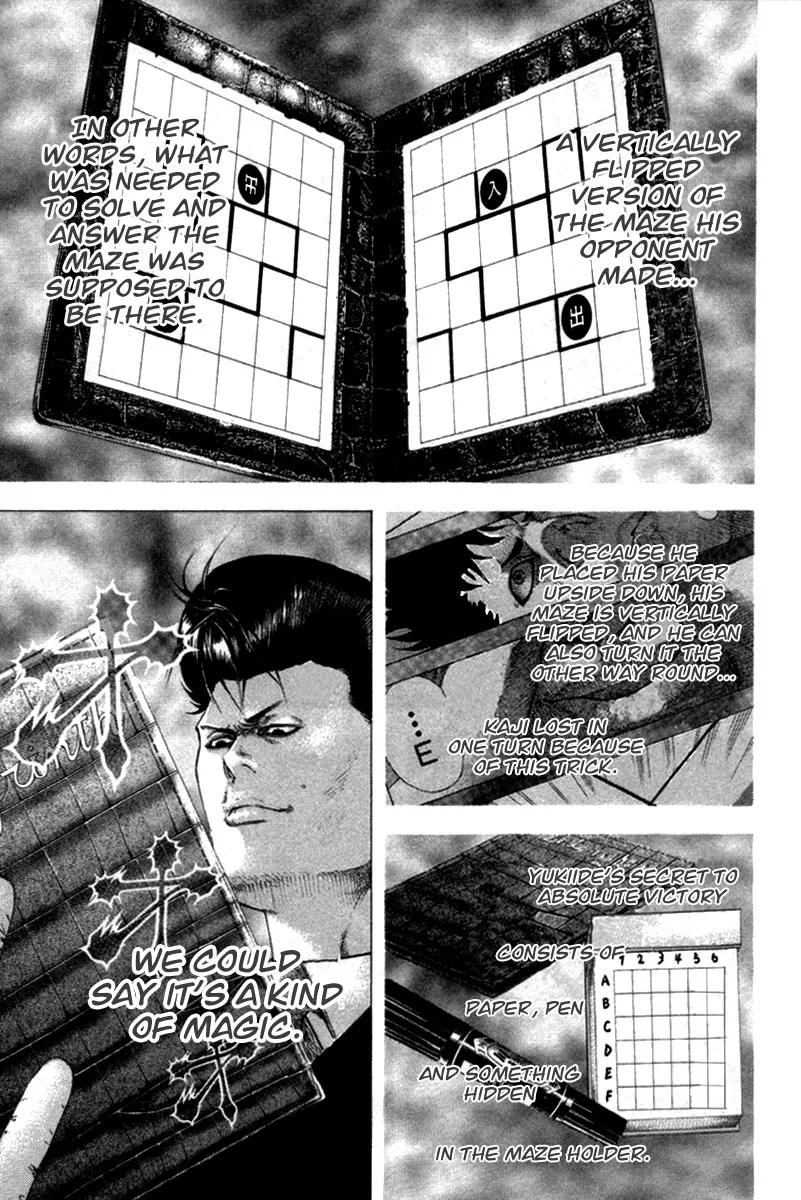 A VERTICALLY
FLIPPED
VERSION OF
THE MAZE HIS
OPPONENT
MADE...
IN OTHER
WORDS, WHAT
WAS NEEDED
TO SOLVE AND
ANSWER THE
MAZE WAS
SUPPOSED TO
BE THERE.
入
出
BECAUSE HE
PLACED HIS PAPER
UPSIDE DOWN, HIS
MAZE IS VERTICALLY
FLIPPED, AND HE CAN
ALSO TURN IT THE
OTHER WAY ROUND...
...E
KAJI LOST IN
ONE TURN BECAUSE
OF THIS TRICK.
WE COULD
SAY IT'S A KIND
OF MAGIC.
YUKIIDE'S SECRET TO
ABSOLUTE VICTORY
CONSISTS OF
PAPER, PEN
AND SOMETHING
HIDDEN
IN THE MAZE HOLDER.
1 2 3 4 5 6
A
B
C
D
E
F